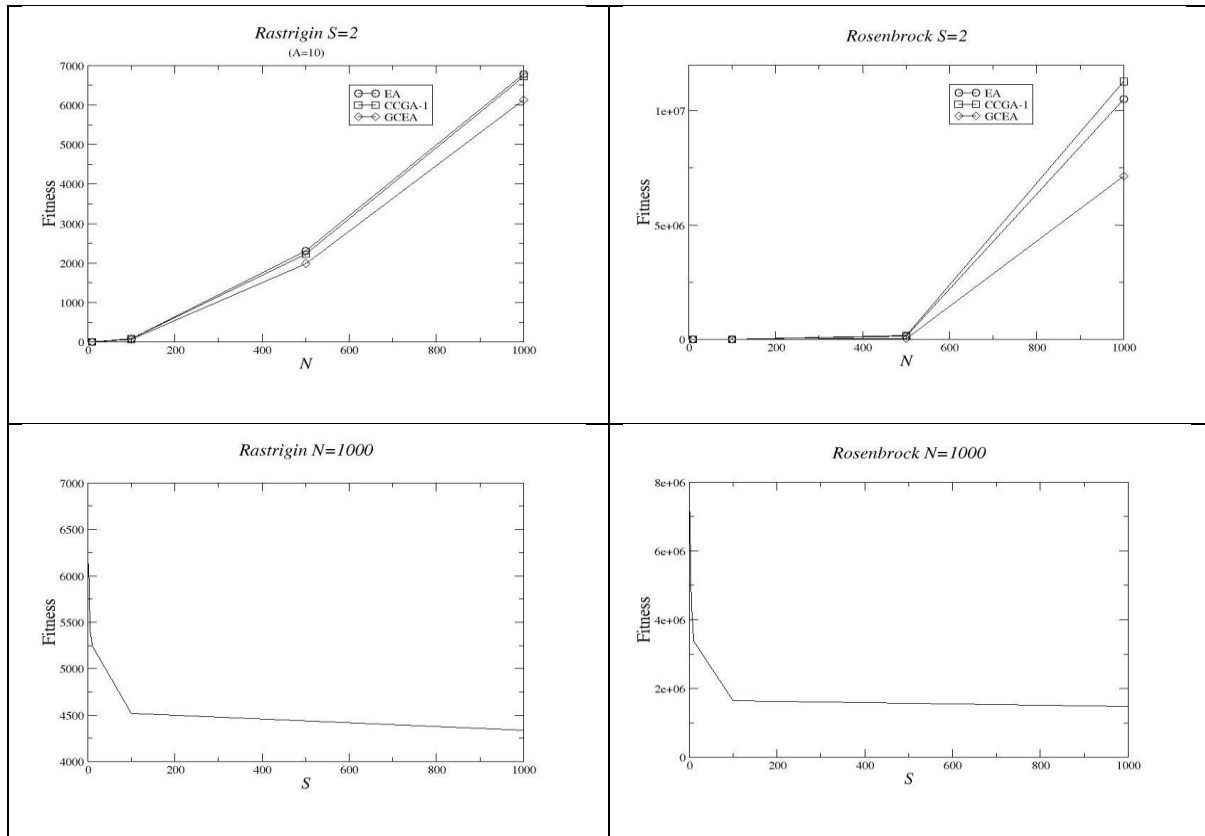 Rastrigin S=2
(A=10)
7000
6000
5000
4000
3000
2000
1000
0
Fitness
EA
CCGA-1
GCEA
0 200 400 600 800 1000
N
Rosenbrock S=2
1e+07
5e+06
0
Fitness
EA
CCGA-1
GCEA
0 200 400 600 800 1000
N
Rastrigin N=1000
7000
6500
6000
5500
5000
4500
4000
Fitness
0 200 400 600 800 1000
S
Rosenbrock N=1000
8e+06
6e+06
4e+06
2e+06
0
Fitness
0 200 400 600 800 1000
S